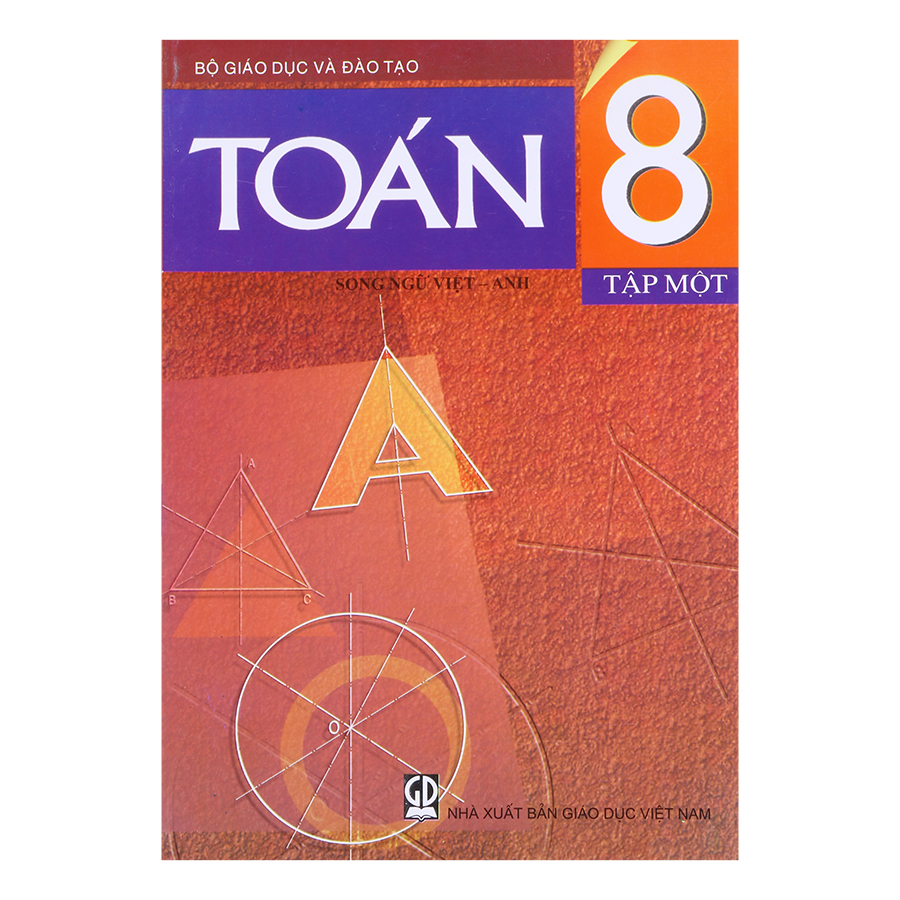 BỘ GIÁO DỤC VÀ ĐÀO TẠO
TOÁN 8
SONG NGỮ VIỆT – ANH
TẬP MỘT
A
A
B
C
O
GD
NHÀ XUẤT BẢN GIÁO DỤC VIỆT NAM